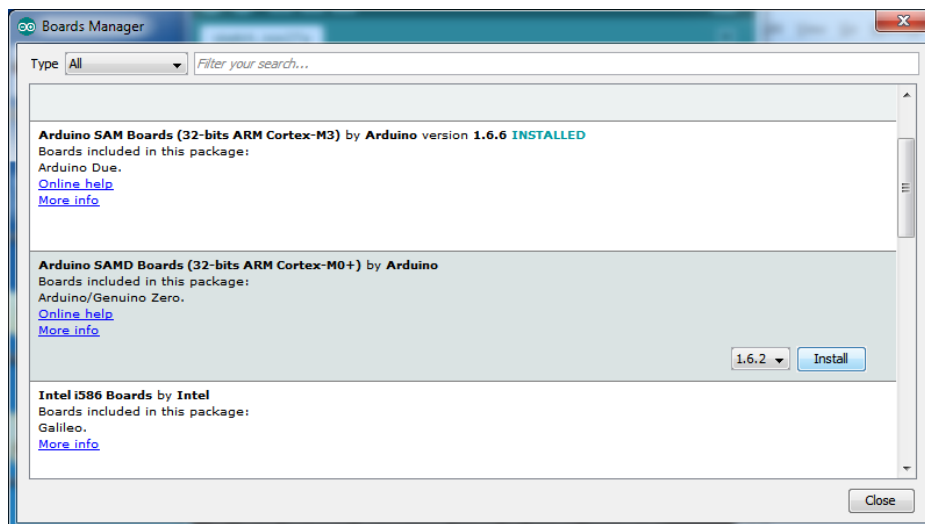 Boards Manager
Type All Filter your search...
Arduino SAM Boards (32-bits ARM Cortex-M3) by Arduino version 1.6.6 INSTALLED
Boards included in this package:
Arduino Due.
Online help
More info
Arduino SAMD Boards (32-bits ARM Cortex-M0+) by Arduino
Boards included in this package:
Arduino/Genuino Zero.
Online help
More info
1.6.2 Install
Intel i586 Boards by Intel
Boards included in this package:
Galileo.
More info
Close